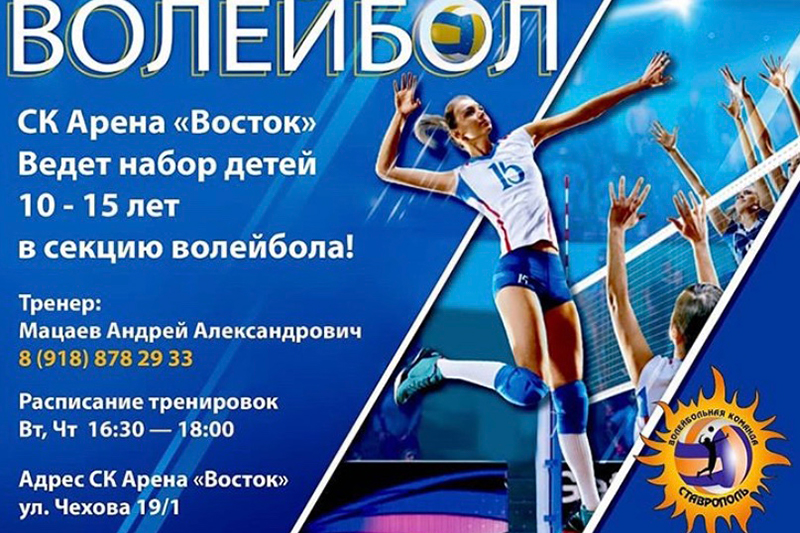 ВОЛЕЙБОЛ
СК Арена «Восток»
Ведет набор детей
10 - 15 лет
в секцию волейбола!
Тренер:
Мацаев Андрей Александрович
8 (918) 878 29 33
Расписание тренировок
Вт, Чт 16:30 — 18:00
Адрес СК Арена «Восток»
ул. Чехова 19/1
15
15
ВОЛЕЙБОЛЬНАЯ КОМАНДА
СТАВРОПОЛЬ